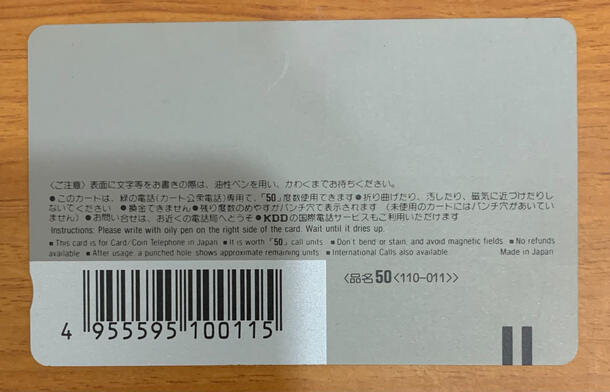 〈ご注意〉表面に文字等をお書きの際は、油性ペンを用い、かわくまでお待ちください。
●このカードは、緑の電話(カード公衆電話)専用で、「50」度数使用できます ●折り曲げたり、汚したり、磁気に近づけたりし
ないでください ●換金できません ●残り度数のめやすがパンチ穴で表示されます (未使用のカードにはパンチ穴があいてい
ません) ●お問い合せは、お近くの電話局へどうぞ ●KDDの国際電話サービスもご利用いただけます
Instructions: Please write with oily pen on the right side of the card. Wait until it dries up.
■ This card is for Card/Coin Telephone in Japan ■ It is worth「50」call units ■ Don't bend or stain, and avoid magnetic fields ■ No refunds
available ■ After usage, a punched hole shows approximate remaining units ■ International Calls also available Made in Japan
〈品名50〈110-011〉〉
4 955595 100115